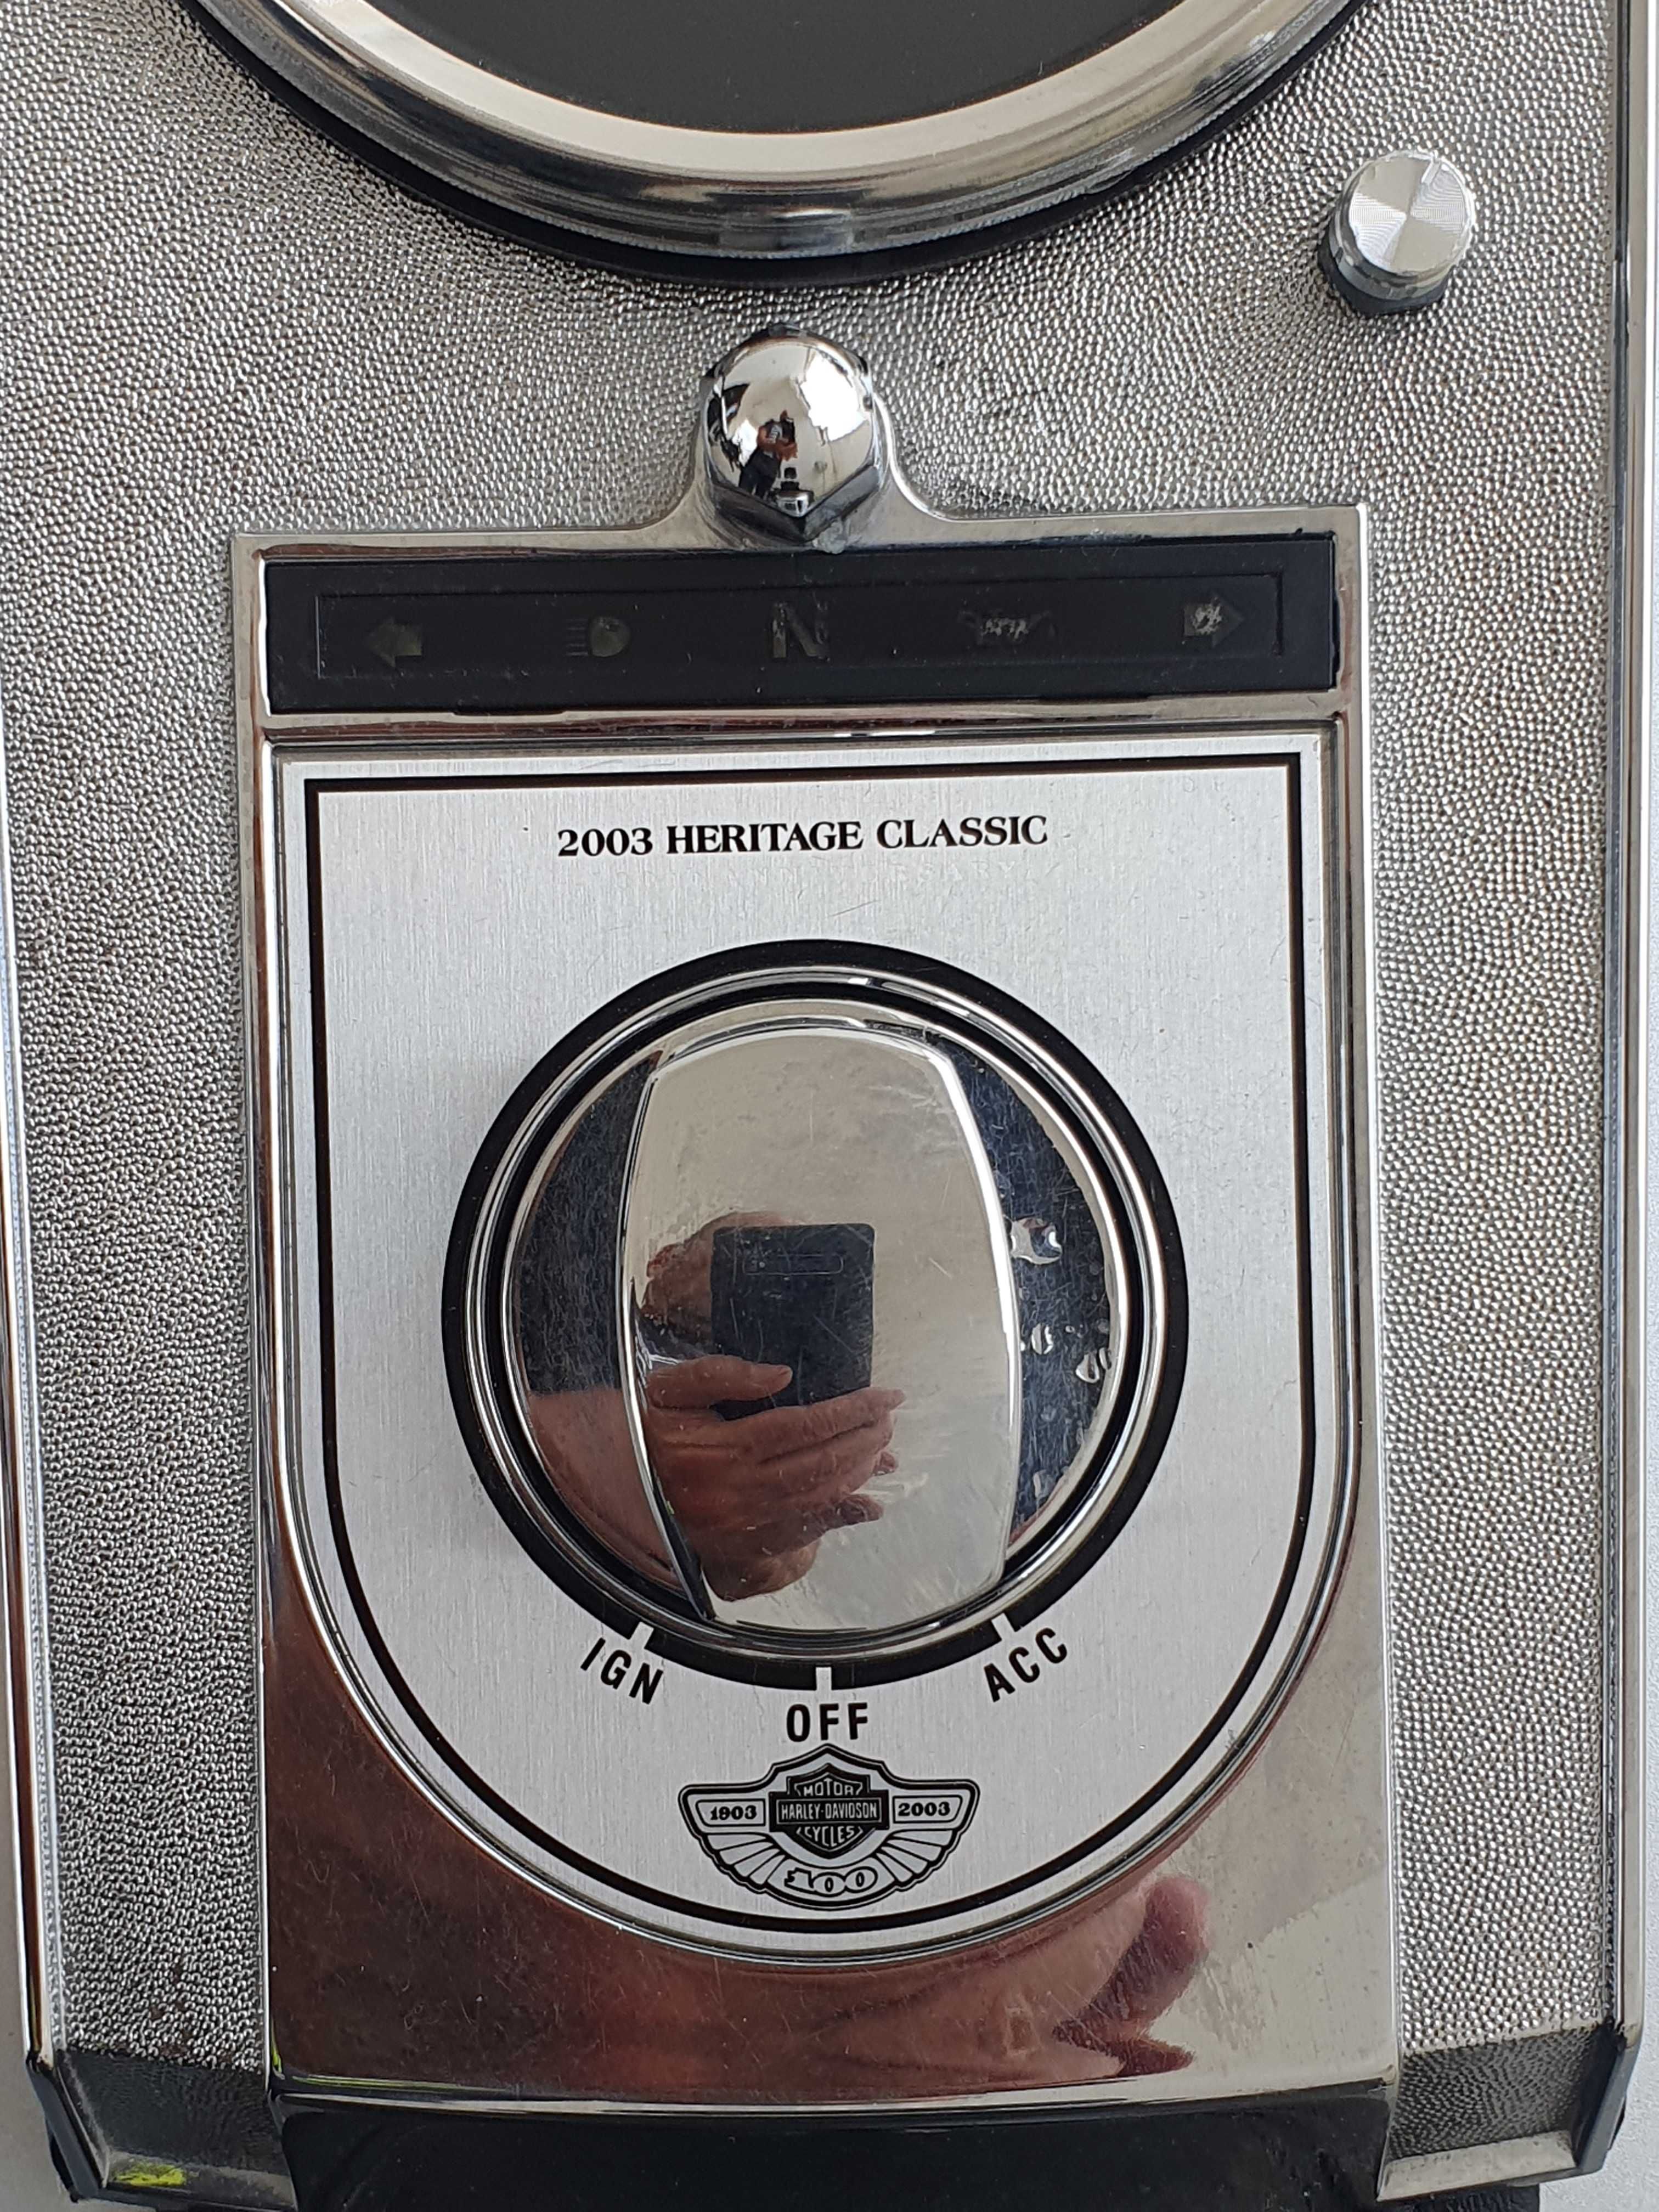 N
2003 HERITAGE CLASSIC
IGN
OFF
ACC
MOTOR
1903 HARLEY-DAVIDSON 2003
CYCLES
100